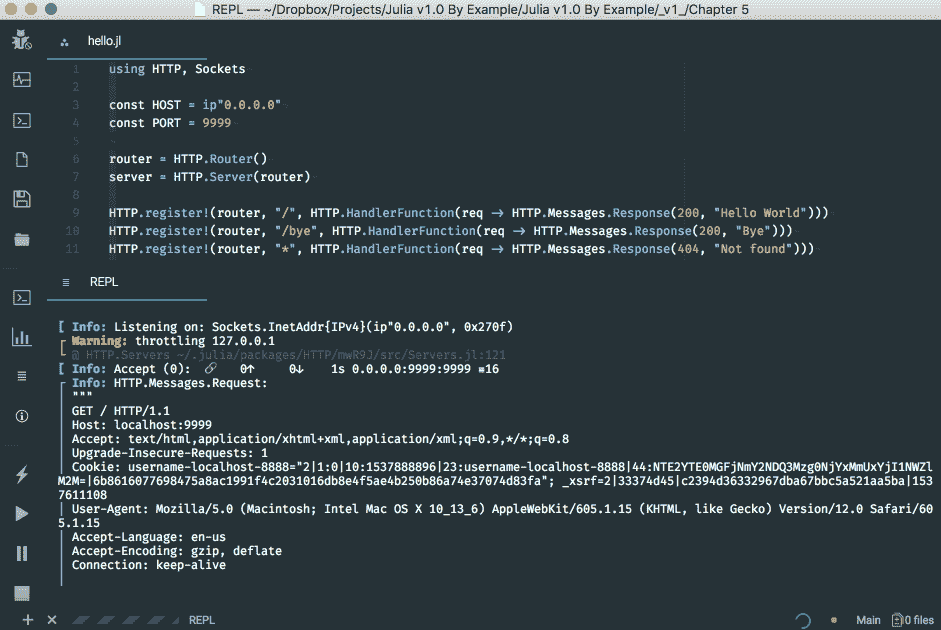 REPL — ~/Dropbox/Projects/Julia v1.0 By Example/Julia v1.0 By Example/_v1_/Chapter 5
hello.jl
1 using HTTP, Sockets
2
3 const HOST = ip"0.0.0.0"
4 const PORT = 9999
5
6 router = HTTP.Router()
7 server = HTTP.Server(router)
8
9 HTTP.register!(router, "/", HTTP.HandlerFunction(req -> HTTP.Messages.Response(200, "Hello World")))
10 HTTP.register!(router, "/bye", HTTP.HandlerFunction(req -> HTTP.Messages.Response(200, "Bye")))
11 HTTP.register!(router, "*", HTTP.HandlerFunction(req -> HTTP.Messages.Response(404, "Not found")))
REPL
[ Info: Listening on: Sockets.InetAddr{IPv4}(ip"0.0.0.0", 0x270f)
Warning: throttling 127.0.0.1
@ HTTP.Servers ~/.julia/packages/HTTP/mwR9J/src/Servers.jl:121
[ Info: Accept (0): 🔗 0↑ 0↓ 1s 0.0.0.0:9999:9999 ≣16
Info: HTTP.Messages.Request:
"""
GET / HTTP/1.1
Host: localhost:9999
Accept: text/html,application/xhtml+xml,application/xml;q=0.9,*/*;q=0.8
Upgrade-Insecure-Requests: 1
Cookie: username-localhost-8888="2|1:0|10:1537888896|23:username-localhost-8888|44:NTE2YTE0MGFjNmY2NDQ3Mzg0NjYxMmUxYjI1NWZl
M2M=|6b8616077698475a8ac1991f4c2031016db8e4f5ae4b250b86a74e37074d83fa"; _xsrf=2|33374d45|c2394d36332967dba67bbc5a521aa5ba|153
7611108
User-Agent: Mozilla/5.0 (Macintosh; Intel Mac OS X 10_13_6) AppleWebKit/605.1.15 (KHTML, like Gecko) Version/12.0 Safari/60
5.1.15
Accept-Language: en-us
Accept-Encoding: gzip, deflate
Connection: keep-alive
REPL
Main
0 files